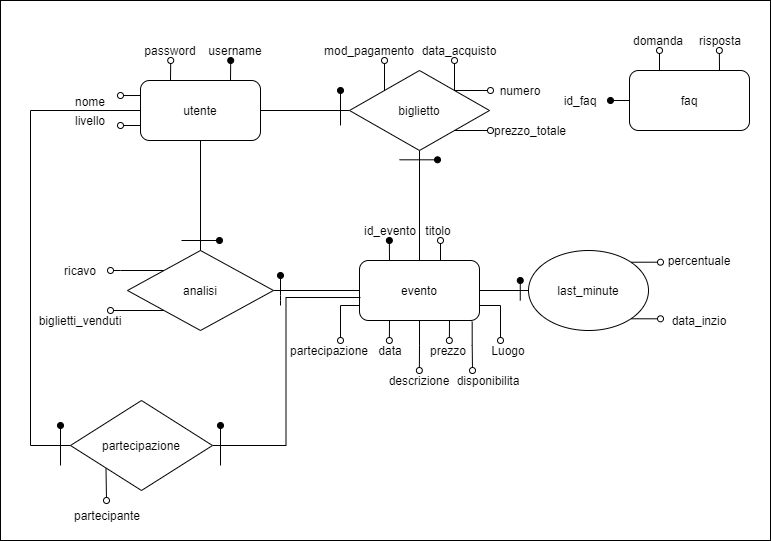 password
username
mod_pagamento
data_acquisto
domanda
risposta
nome
utente
biglietto
numero
id_faq
faq
livello
prezzo_totale
id_evento
titolo
ricavo
analisi
evento
last_minute
percentuale
biglietti_venduti
data_inzio
partecipazione
data
prezzo
Luogo
descrizione
disponibilita
partecipazione
partecipante